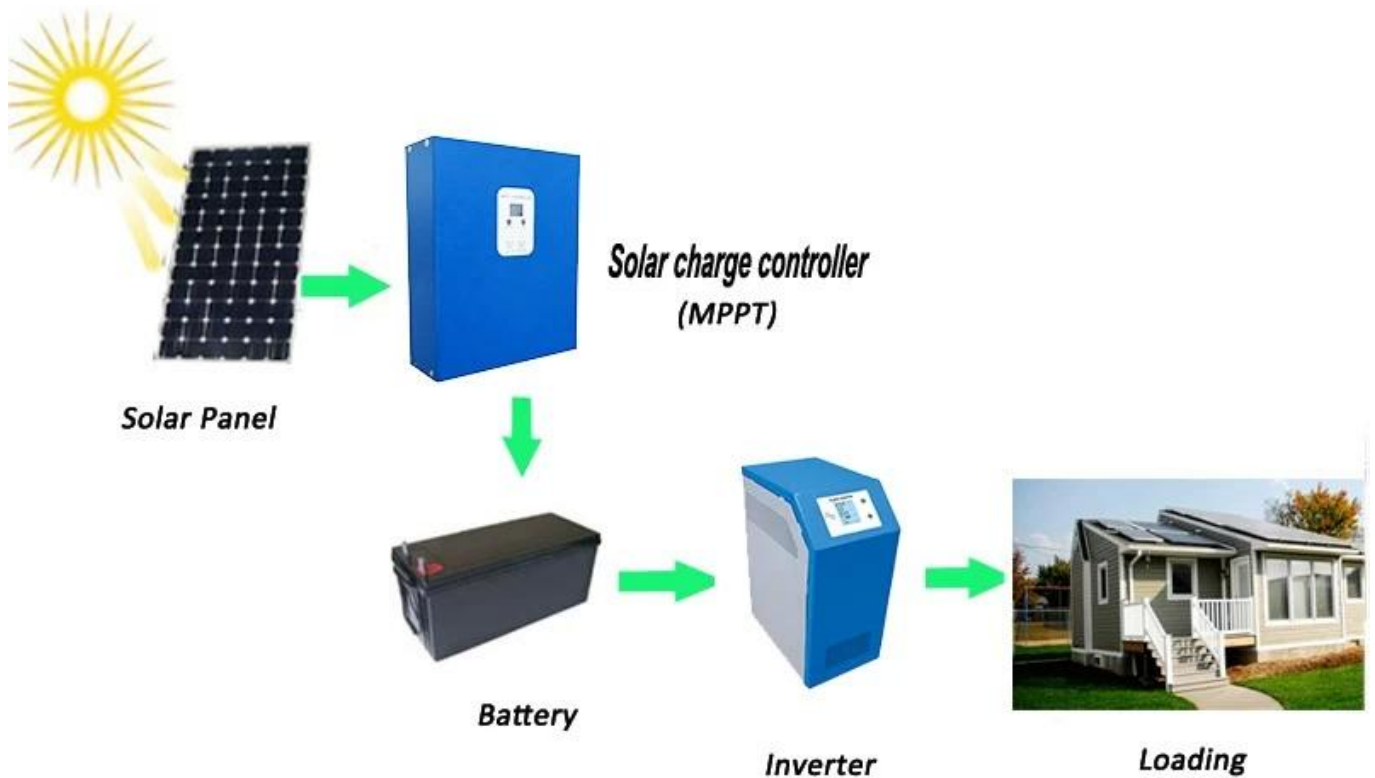 Solar charge controller
(MPPT)
Solar Panel
Battery
Inverter
Loading